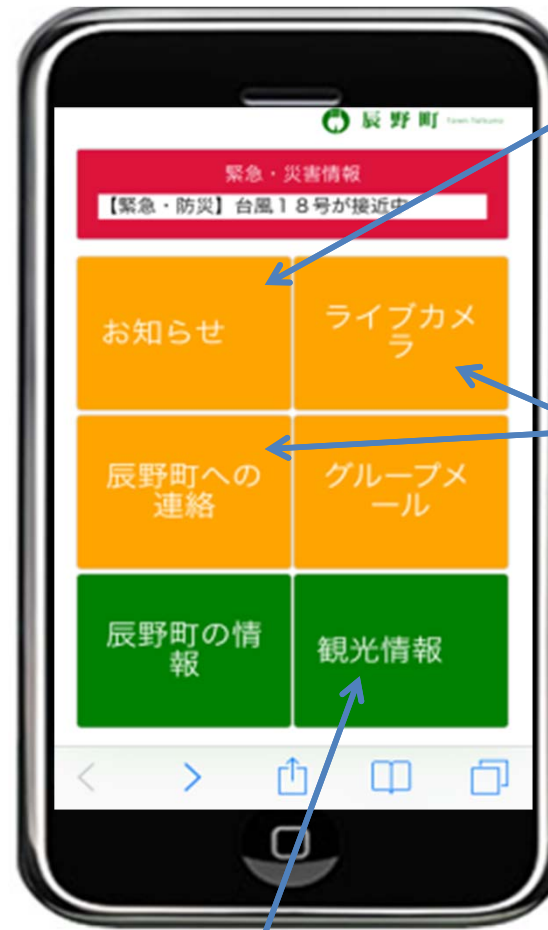 辰野町
緊急・災害情報
【緊急・防災】台風18号が接近中
お知らせ
ライブカメ
ラ
辰野町への
連絡
グループメ
ール
辰野町の情
報
観光情報